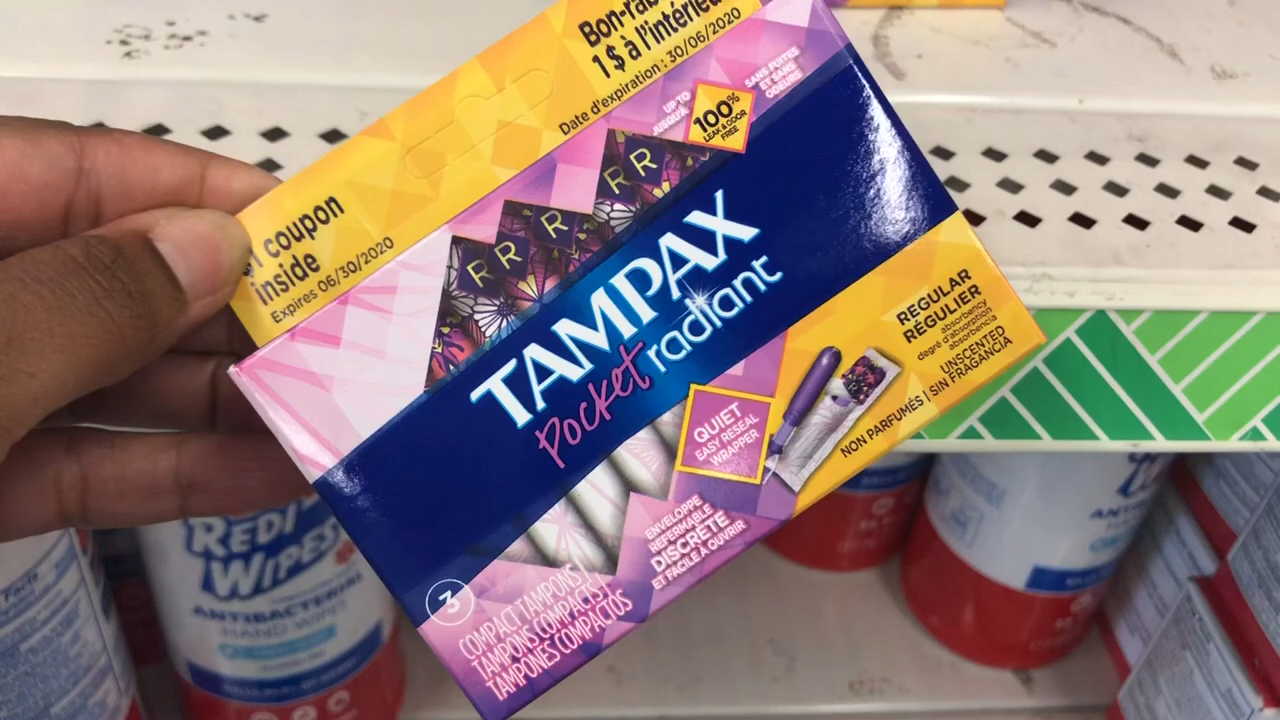 $1 coupon
inside
Expires 06/30/2020
1 $ à l'intérieur
Date d'expiration : 30/06/2020
UP TO
JUSQU'À
100%
LEAK & ODOR
FREE
SANS FUITES
ET SANS
ODEURS
R R R R R
TAMPAX
Pocket radiant
REGULAR
RÉGULIER
absorbency
degré d'absorption
absorbencia
UNSCENTED
NON PARFUMÉS | SIN FRAGANCIA
QUIET
EASY RESEAL
WRAPPER
ENVELOPPE
REFERMABLE
DISCRÈTE
ET FACILE À OUVRIR
3
COMPACT TAMPONS /
TAMPONS COMPACTS /
TAMPONES COMPACTOS
REDI
WIPES
ANTIBACTERIAL
HAND WIPES
Facts